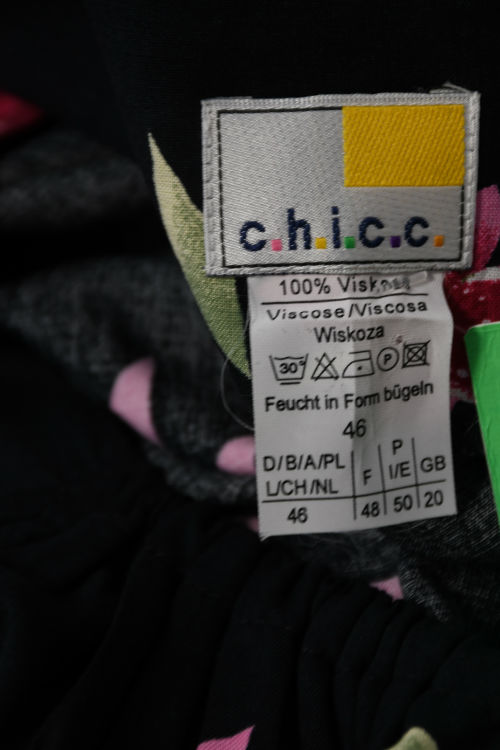 c.h.i.c.c.
100% Viskose
Viscose/Viscosa
Wiskoza
30°
P
Feucht in Form bügeln
46
D/B/A/PL
L/CH/NL
F
P
I/E
GB
46
48
50
20